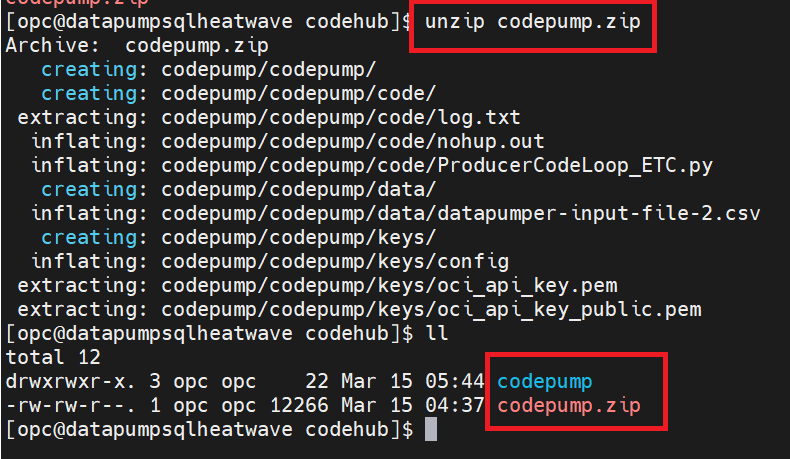 codepump.zip
[opc@datapumpsqlheatwave codehub]$ unzip codepump.zip
Archive:  codepump.zip
   creating: codepump/codepump/
   creating: codepump/codepump/code/
 extracting: codepump/codepump/code/log.txt
  inflating: codepump/codepump/code/nohup.out
  inflating: codepump/codepump/code/ProducerCodeLoop_ETC.py
   creating: codepump/codepump/data/
  inflating: codepump/codepump/data/datapumper-input-file-2.csv
   creating: codepump/codepump/keys/
  inflating: codepump/codepump/keys/config
 extracting: codepump/codepump/keys/oci_api_key.pem
 extracting: codepump/codepump/keys/oci_api_key_public.pem
[opc@datapumpsqlheatwave codehub]$ ll
total 12
drwxrwxr-x. 3 opc opc    22 Mar 15 05:44 codepump
-rw-rw-r--. 1 opc opc 12266 Mar 15 04:37 codepump.zip
[opc@datapumpsqlheatwave codehub]$